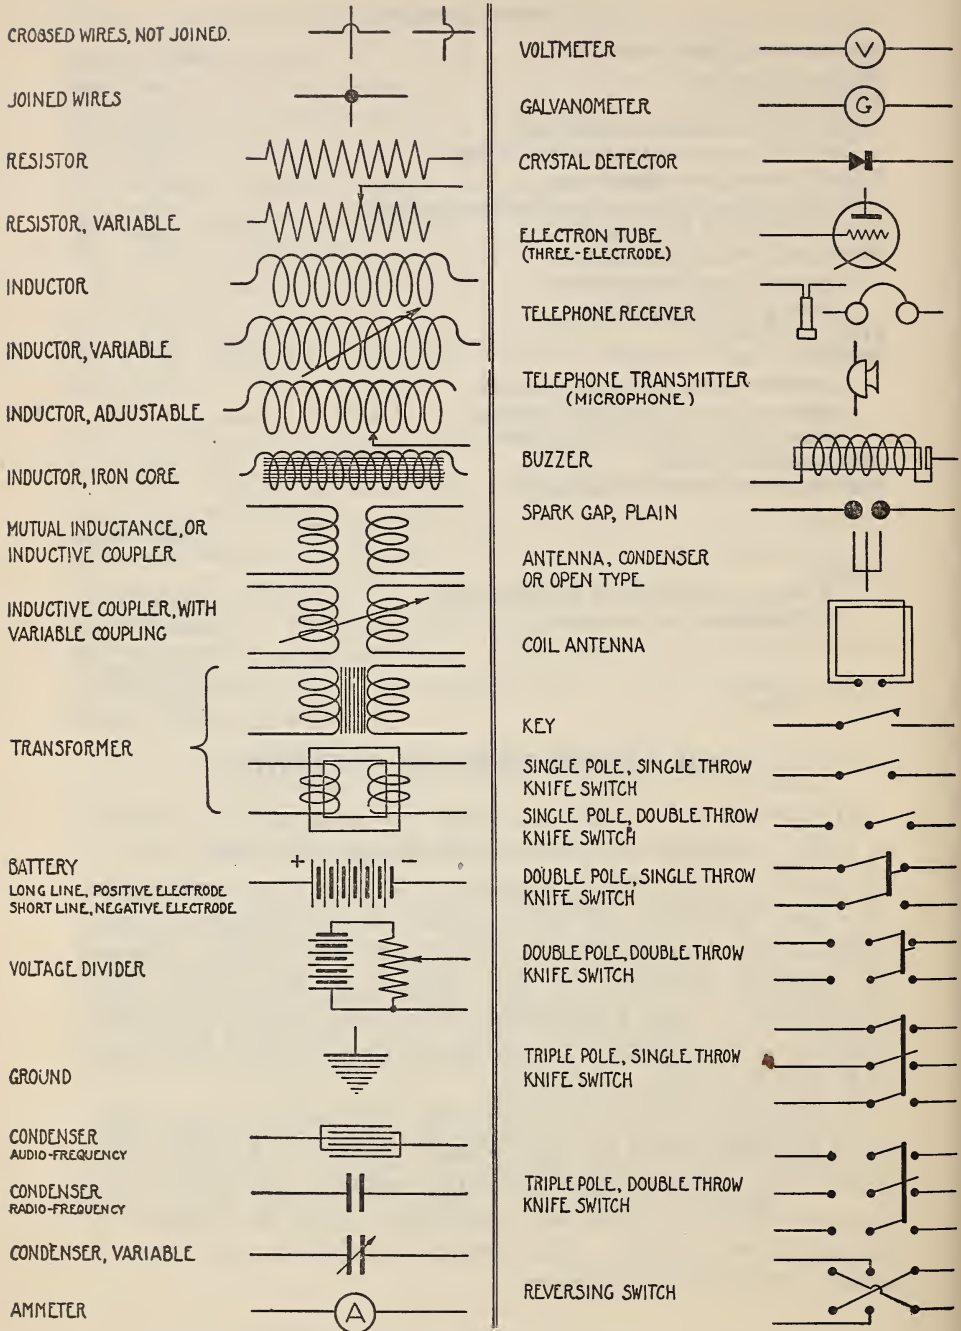 CROSSED WIRES, NOT JOINED.
JOINED WIRES
RESISTOR
RESISTOR, VARIABLE
INDUCTOR
INDUCTOR, VARIABLE
INDUCTOR, ADJUSTABLE
INDUCTOR, IRON CORE
MUTUAL INDUCTANCE, OR
INDUCTIVE COUPLER
INDUCTIVE COUPLER, WITH
VARIABLE COUPLING
TRANSFORMER
BATTERY
+ −
LONG LINE, POSITIVE ELECTRODE
SHORT LINE, NEGATIVE ELECTRODE
VOLTAGE DIVIDER
GROUND
CONDENSER
AUDIO-FREQUENCY
CONDENSER
RADIO-FREQUENCY
CONDENSER, VARIABLE
AMMETER
A
VOLTMETER
V
GALVANOMETER
G
CRYSTAL DETECTOR
ELECTRON TUBE
(THREE-ELECTRODE)
TELEPHONE RECEIVER
TELEPHONE TRANSMITTER
(MICROPHONE)
BUZZER
SPARK GAP, PLAIN
ANTENNA, CONDENSER
OR OPEN TYPE
COIL ANTENNA
KEY
SINGLE POLE, SINGLE THROW
KNIFE SWITCH
SINGLE POLE, DOUBLE THROW
KNIFE SWITCH
DOUBLE POLE, SINGLE THROW
KNIFE SWITCH
DOUBLE POLE, DOUBLE THROW
KNIFE SWITCH
TRIPLE POLE, SINGLE THROW
KNIFE SWITCH
TRIPLE POLE, DOUBLE THROW
KNIFE SWITCH
REVERSING SWITCH